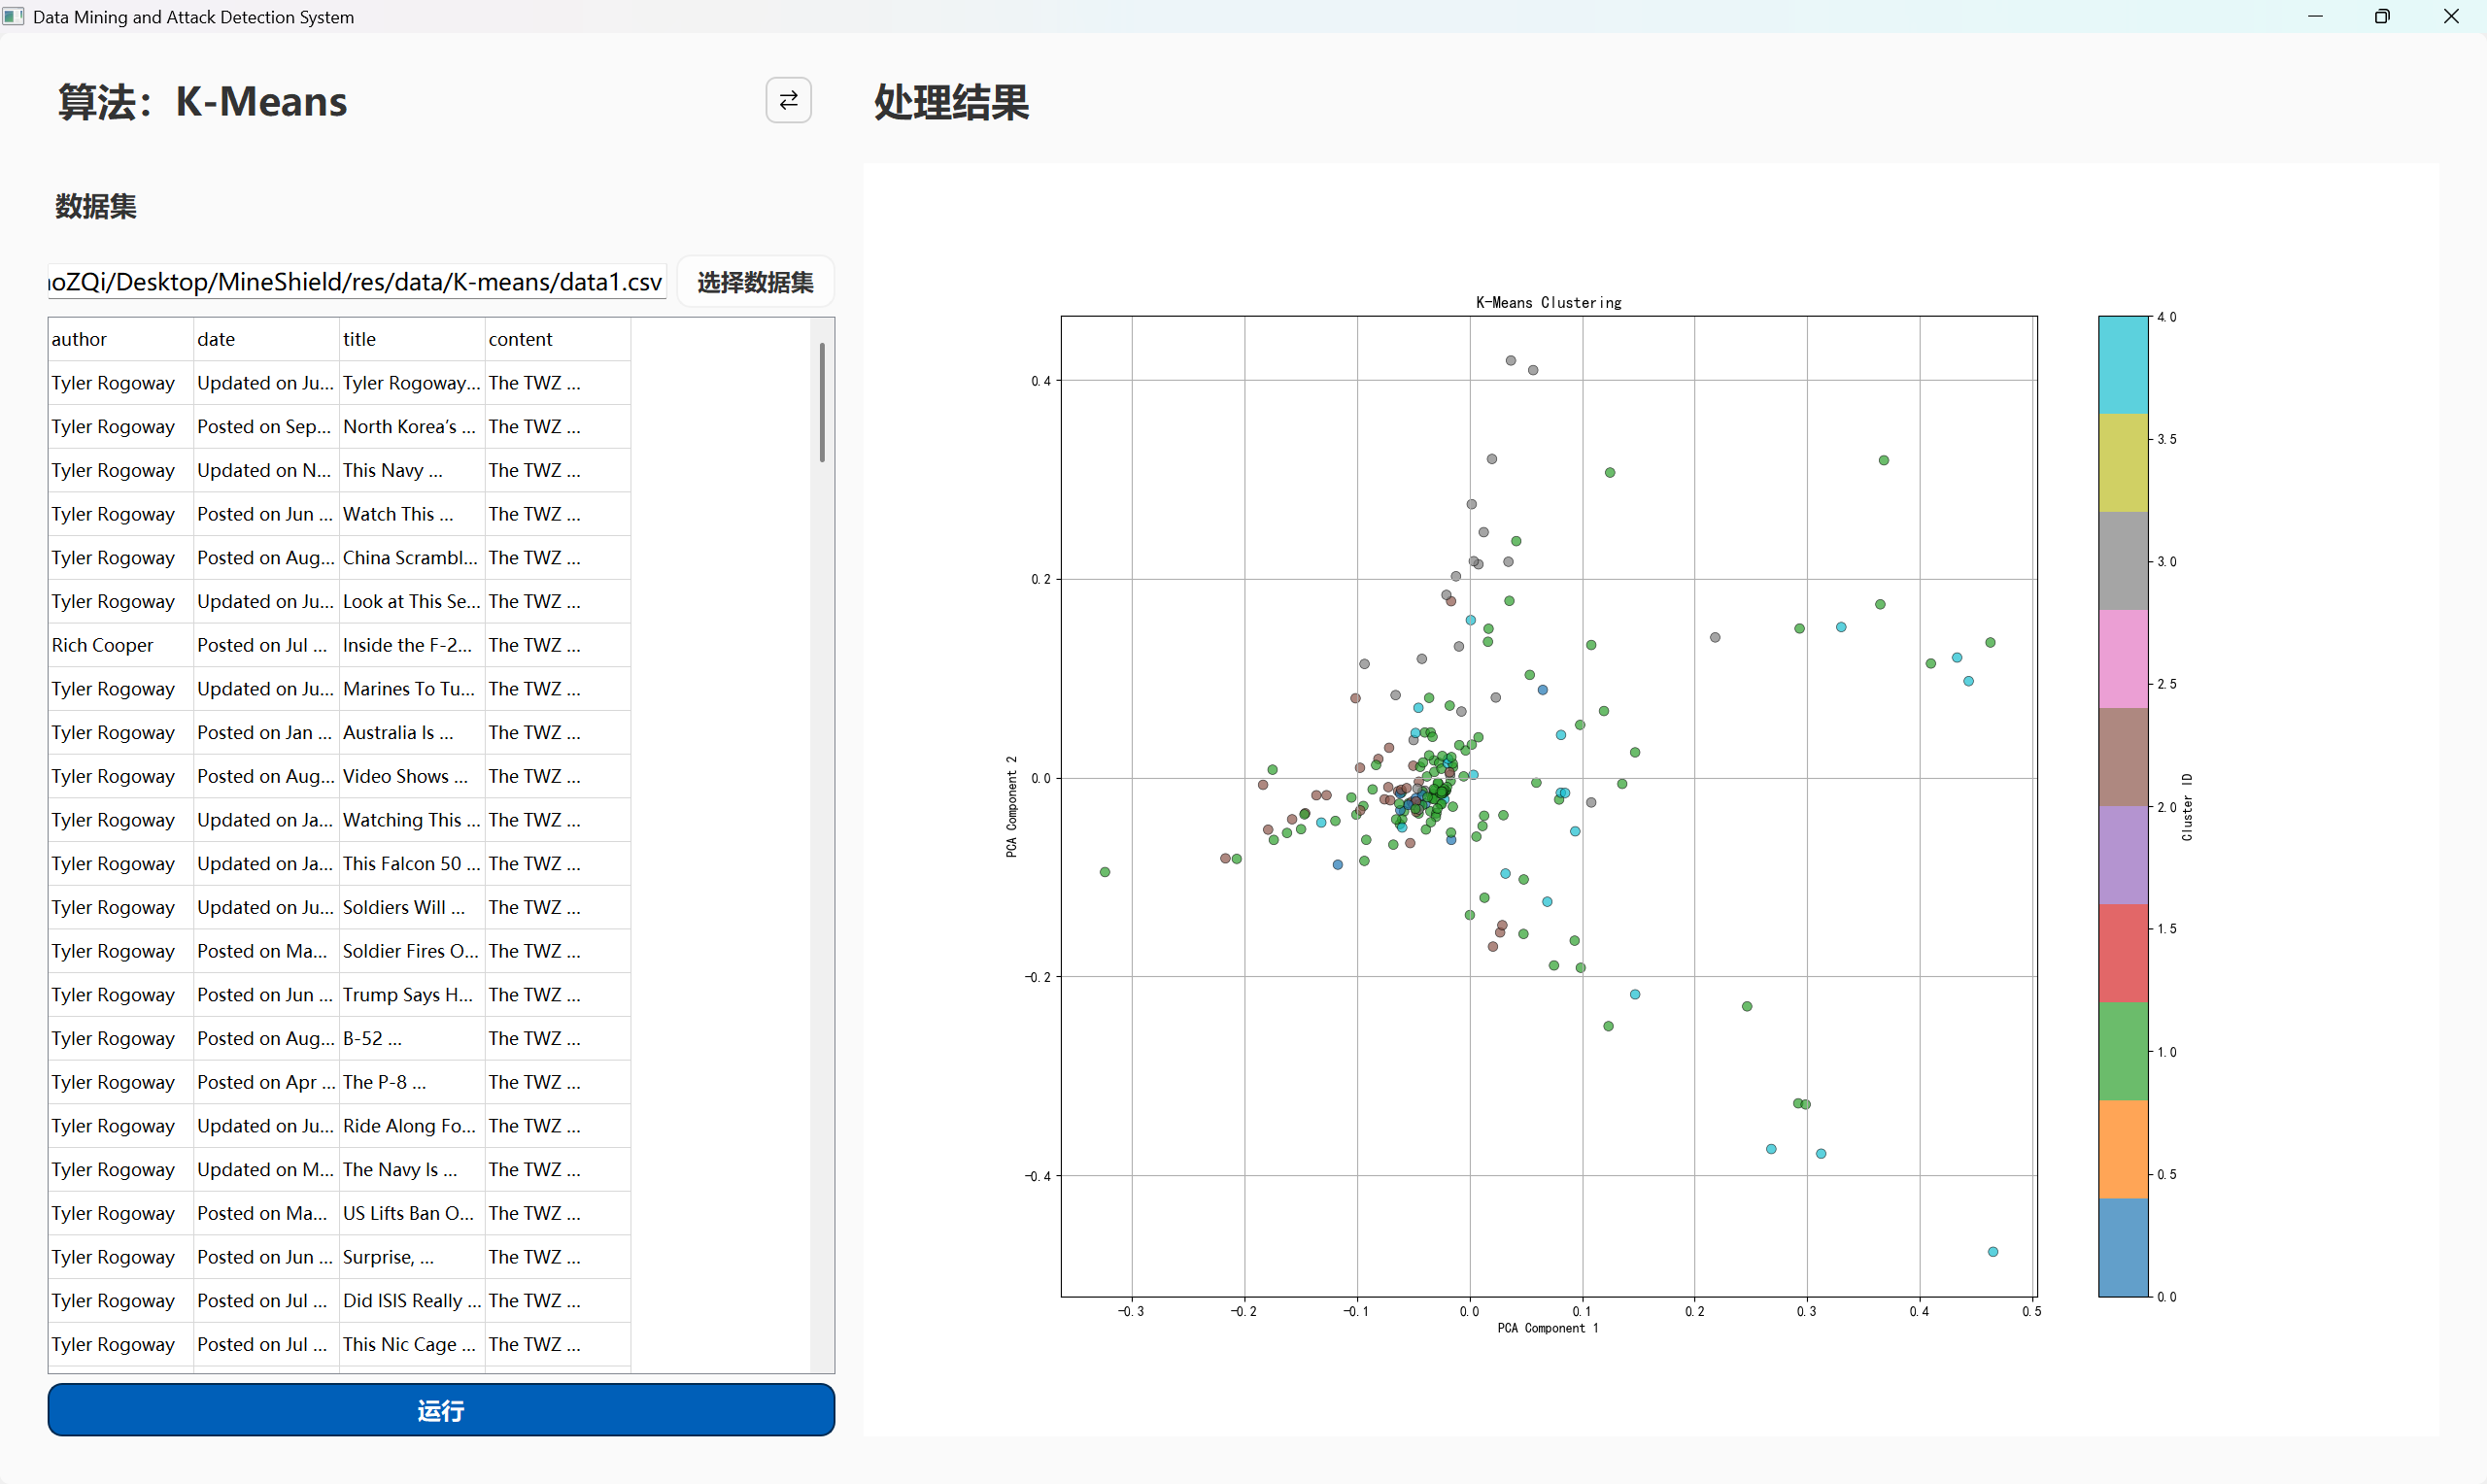 Data Mining and Attack Detection System
算法：K-Means
⇄
处理结果
数据集
oZQi/Desktop/MineShield/res/data/K-means/data1.csv
选择数据集
author date title content
Tyler Rogoway Updated on Ju... Tyler Rogoway... The TWZ ...
Tyler Rogoway Posted on Sep... North Korea’s ... The TWZ ...
Tyler Rogoway Updated on N... This Navy ... The TWZ ...
Tyler Rogoway Posted on Jun ... Watch This ... The TWZ ...
Tyler Rogoway Posted on Aug... China Scrambl... The TWZ ...
Tyler Rogoway Updated on Ju... Look at This Se... The TWZ ...
Rich Cooper Posted on Jul ... Inside the F-2... The TWZ ...
Tyler Rogoway Updated on Ju... Marines To Tu... The TWZ ...
Tyler Rogoway Posted on Jan ... Australia Is ... The TWZ ...
Tyler Rogoway Posted on Aug... Video Shows ... The TWZ ...
Tyler Rogoway Updated on Ja... Watching This ... The TWZ ...
Tyler Rogoway Updated on Ja... This Falcon 50 ... The TWZ ...
Tyler Rogoway Updated on Ju... Soldiers Will ... The TWZ ...
Tyler Rogoway Posted on Ma... Soldier Fires O... The TWZ ...
Tyler Rogoway Posted on Jun ... Trump Says H... The TWZ ...
Tyler Rogoway Posted on Aug... B-52 ... The TWZ ...
Tyler Rogoway Posted on Apr ... The P-8 ... The TWZ ...
Tyler Rogoway Updated on Ju... Ride Along Fo... The TWZ ...
Tyler Rogoway Updated on M... The Navy Is ... The TWZ ...
Tyler Rogoway Posted on Ma... US Lifts Ban O... The TWZ ...
Tyler Rogoway Posted on Jun ... Surprise, ... The TWZ ...
Tyler Rogoway Posted on Jul ... Did ISIS Really ... The TWZ ...
Tyler Rogoway Posted on Jul ... This Nic Cage ... The TWZ ...
运行
K-Means Clustering
0.4
0.2
0.0
-0.2
-0.4
PCA Component 2
-0.3 -0.2 -0.1 0.0 0.1 0.2 0.3 0.4 0.5
PCA Component 1
4.0
3.5
3.0
2.5
2.0
1.5
1.0
0.5
0.0
Cluster ID